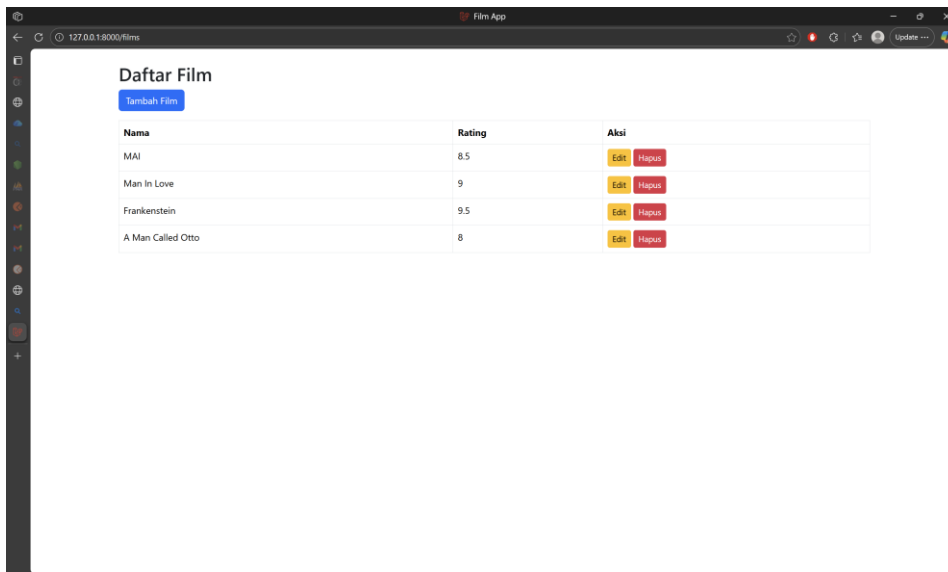 Film App
127.0.0.1:8000/films
Update
Daftar Film
Tambah Film
Nama Rating Aksi
MAI 8.5 Edit Hapus
Man In Love 9 Edit Hapus
Frankenstein 9.5 Edit Hapus
A Man Called Otto 8 Edit Hapus